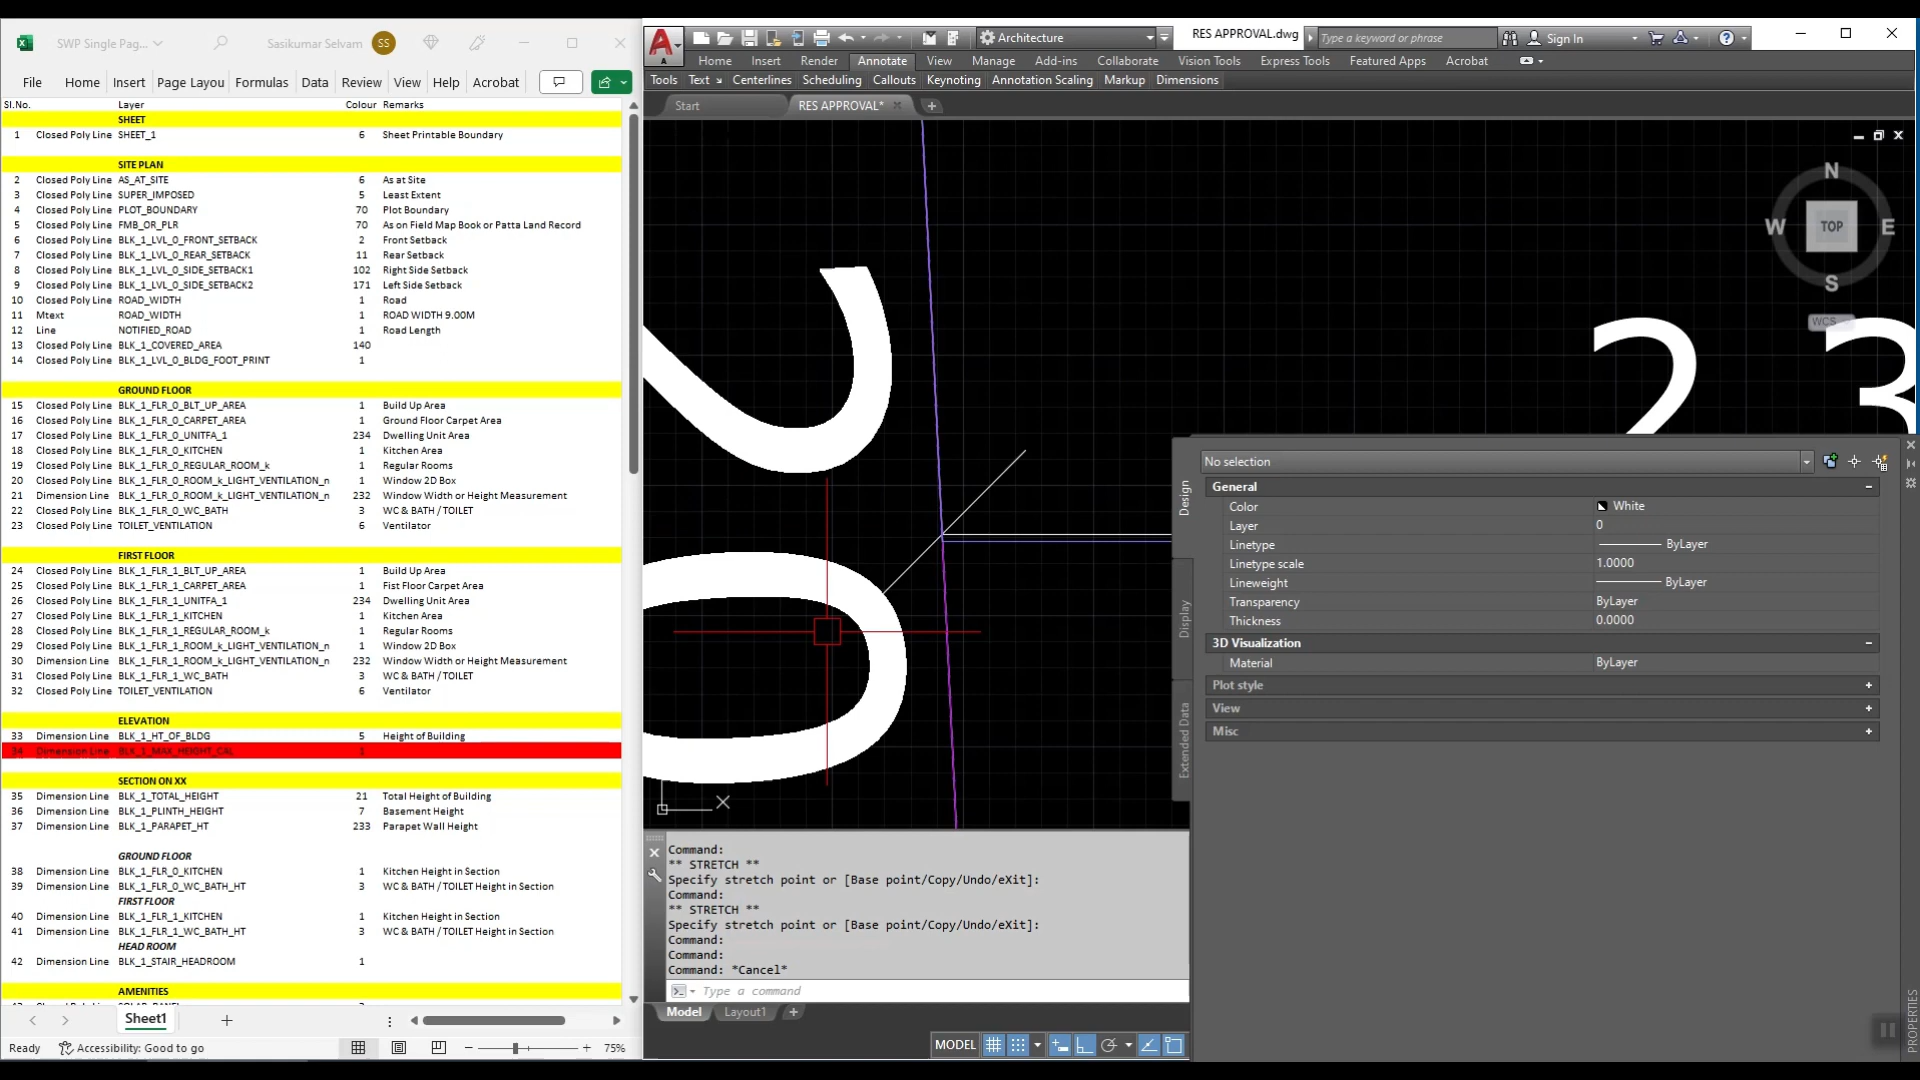 SWP Single Pag...
Sasikumar Selvam SS
File Home Insert Page Layou Formulas Data Review View Help Acrobat
Sl.No. Layer Colour Remarks
SHEET
1 Closed Poly Line SHEET_1 6 Sheet Printable Boundary
SITE PLAN
2 Closed Poly Line AS_AT_SITE 6 As at Site
3 Closed Poly Line SUPER_IMPOSED 5 Least Extent
4 Closed Poly Line PLOT_BOUNDARY 70 Plot Boundary
5 Closed Poly Line FMB_OR_PLR 70 As on Field Map Book or Patta Land Record
6 Closed Poly Line BLK_1_LVL_0_FRONT_SETBACK 2 Front Setback
7 Closed Poly Line BLK_1_LVL_0_REAR_SETBACK 11 Rear Setback
8 Closed Poly Line BLK_1_LVL_0_SIDE_SETBACK1 102 Right Side Setback
9 Closed Poly Line BLK_1_LVL_0_SIDE_SETBACK2 171 Left Side Setback
10 Closed Poly Line ROAD_WIDTH 1 Road
11 Mtext ROAD_WIDTH 1 ROAD WIDTH 9.00M
12 Line NOTIFIED_ROAD 1 Road Length
13 Closed Poly Line BLK_1_COVERED_AREA 140
14 Closed Poly Line BLK_1_LVL_0_BLDG_FOOT_PRINT 1
GROUND FLOOR
15 Closed Poly Line BLK_1_FLR_0_BLT_UP_AREA 1 Build Up Area
16 Closed Poly Line BLK_1_FLR_0_CARPET_AREA 1 Ground Floor Carpet Area
17 Closed Poly Line BLK_1_FLR_0_UNITFA_1 234 Dwelling Unit Area
18 Closed Poly Line BLK_1_FLR_0_KITCHEN 1 Kitchen Area
19 Closed Poly Line BLK_1_FLR_0_REGULAR_ROOM_k 1 Regular Rooms
20 Closed Poly Line BLK_1_FLR_0_ROOM_k_LIGHT_VENTILATION_n 1 Window 2D Box
21 Dimension Line BLK_1_FLR_0_ROOM_k_LIGHT_VENTILATION_n 232 Window Width or Height Measurement
22 Closed Poly Line BLK_1_FLR_0_WC_BATH 3 WC & BATH / TOILET
23 Closed Poly Line TOILET_VENTILATION 6 Ventilator
FIRST FLOOR
24 Closed Poly Line BLK_1_FLR_1_BLT_UP_AREA 1 Build Up Area
25 Closed Poly Line BLK_1_FLR_1_CARPET_AREA 1 Fist Floor Carpet Area
26 Closed Poly Line BLK_1_FLR_1_UNITFA_1 234 Dwelling Unit Area
27 Closed Poly Line BLK_1_FLR_1_KITCHEN 1 Kitchen Area
28 Closed Poly Line BLK_1_FLR_1_REGULAR_ROOM_k 1 Regular Rooms
29 Closed Poly Line BLK_1_FLR_1_ROOM_k_LIGHT_VENTILATION_n 1 Window 2D Box
30 Dimension Line BLK_1_FLR_1_ROOM_k_LIGHT_VENTILATION_n 232 Window Width or Height Measurement
31 Closed Poly Line BLK_1_FLR_1_WC_BATH 3 WC & BATH / TOILET
32 Closed Poly Line TOILET_VENTILATION 6 Ventilator
ELEVATION
33 Dimension Line BLK_1_HT_OF_BLDG 5 Height of Building
34 Dimension Line BLK_1_MAX_HEIGHT_CAL 1
SECTION ON XX
35 Dimension Line BLK_1_TOTAL_HEIGHT 21 Total Height of Building
36 Dimension Line BLK_1_PLINTH_HEIGHT 7 Basement Height
37 Dimension Line BLK_1_PARAPET_HT 233 Parapet Wall Height
GROUND FLOOR
38 Dimension Line BLK_1_FLR_0_KITCHEN 1 Kitchen Height in Section
39 Dimension Line BLK_1_FLR_0_WC_BATH_HT 3 WC & BATH / TOILET Height in Section
FIRST FLOOR
40 Dimension Line BLK_1_FLR_1_KITCHEN 1 Kitchen Height in Section
41 Dimension Line BLK_1_FLR_1_WC_BATH_HT 3 WC & BATH / TOILET Height in Section
HEAD ROOM
42 Dimension Line BLK_1_STAIR_HEADROOM 1
AMENITIES
Sheet1
Ready Accessibility: Good to go 75%
Architecture RES APPROVAL.dwg Type a keyword or phrase Sign In
Home Insert Render Annotate View Manage Add-ins Collaborate Vision Tools Express Tools Featured Apps Acrobat
Tools Text Centerlines Scheduling Callouts Keynoting Annotation Scaling Markup Dimensions
Start RES APPROVAL*
N
W TOP E
S
WCS
2 3
X
No selection
General
Color White
Layer 0
Linetype ByLayer
Linetype scale 1.0000
Lineweight ByLayer
Transparency ByLayer
Thickness 0.0000
3D Visualization
Material ByLayer
Plot style
View
Misc
Design
Display
Extended Data
PROPERTIES
Command:
** STRETCH **
Specify stretch point or [Base point/Copy/Undo/eXit]:
Command:
** STRETCH **
Specify stretch point or [Base point/Copy/Undo/eXit]:
Command:
Command:
Command: *Cancel*
Type a command
Model Layout1
MODEL